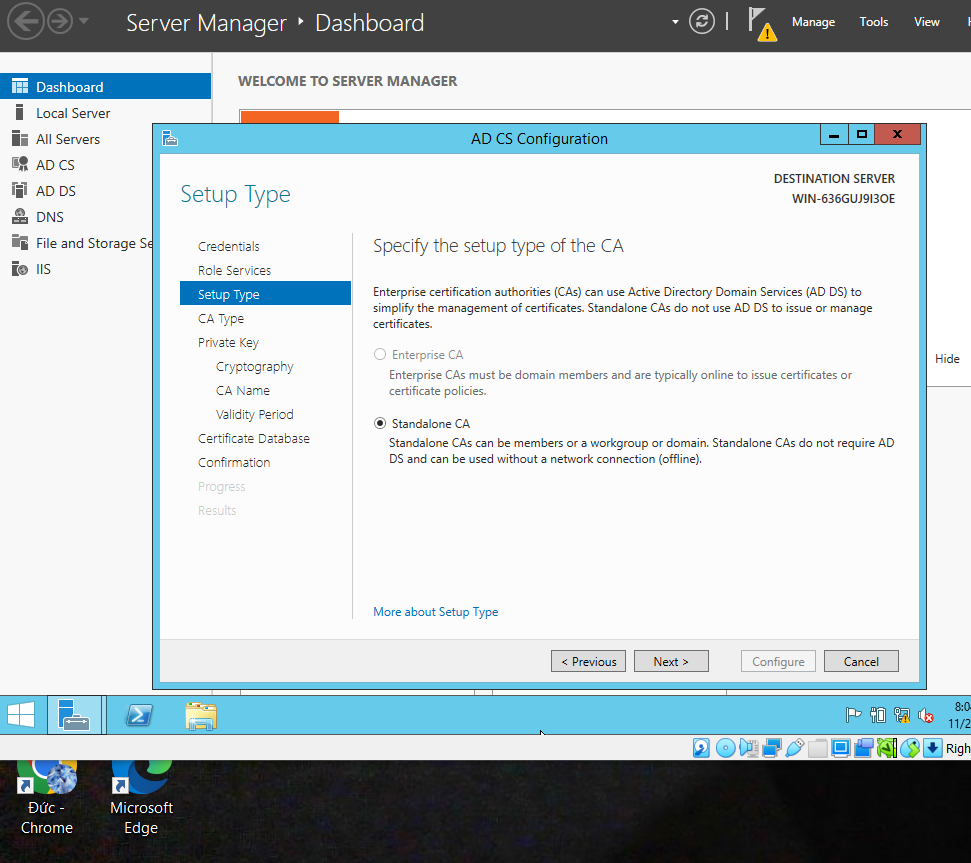 Server Manager ‣ Dashboard
Manage
Tools
View
Dashboard
Local Server
All Servers
AD CS
AD DS
DNS
File and Storage Se
IIS
WELCOME TO SERVER MANAGER
Hide
AD CS Configuration
Setup Type
DESTINATION SERVER
WIN-636GUJ9I3OE
Credentials
Role Services
Setup Type
CA Type
Private Key
Cryptography
CA Name
Validity Period
Certificate Database
Confirmation
Progress
Results
Specify the setup type of the CA
Enterprise certification authorities (CAs) can use Active Directory Domain Services (AD DS) to
simplify the management of certificates. Standalone CAs do not use AD DS to issue or manage
certificates.
Enterprise CA
Enterprise CAs must be domain members and are typically online to issue certificates or
certificate policies.
Standalone CA
Standalone CAs can be members or a workgroup or domain. Standalone CAs do not require AD
DS and can be used without a network connection (offline).
More about Setup Type
< Previous
Next >
Configure
Cancel
8:04
11/2
Righ
Đức -
Chrome
Microsoft
Edge